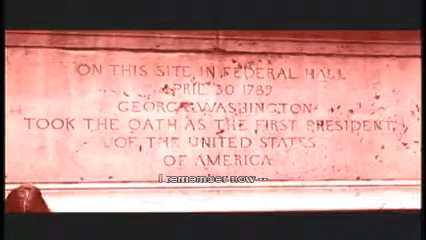 ON THIS SITE IN FEDERAL HALL
APRIL 30 1789
GEORGE WASHINGTON
TOOK THE OATH AS THE FIRST PRESIDENT
OF THE UNITED STATES
OF AMERICA
I remember now...